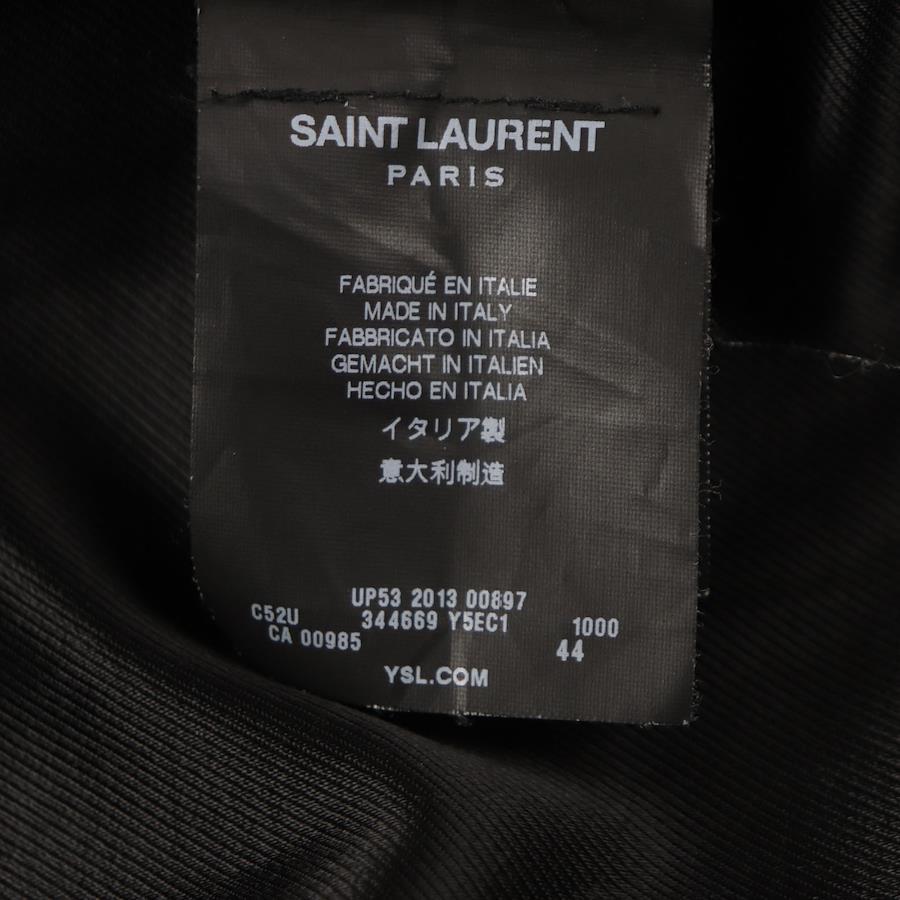 SAINT LAURENT
PARIS
FABRIQUÉ EN ITALIE
MADE IN ITALY
FABBRICATO IN ITALIA
GEMACHT IN ITALIEN
HECHO EN ITALIA
イタリア製
意大利制造
UP53 2013 00897
C52U 344669 Y5EC1 1000
CA 00985 44
YSL.COM